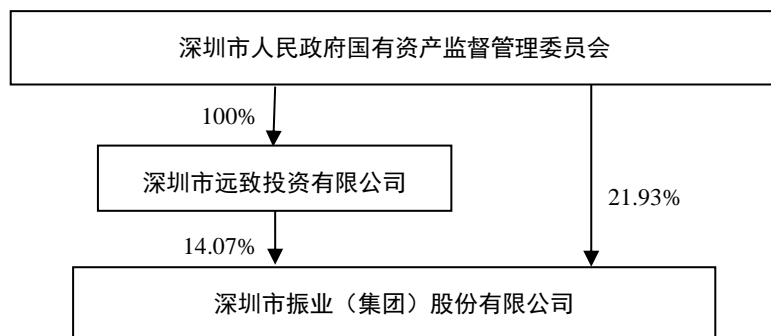 深圳市人民政府国有资产监督管理委员会
100%
深圳市远致投资有限公司
21.93%
14.07%
深圳市振业（集团）股份有限公司